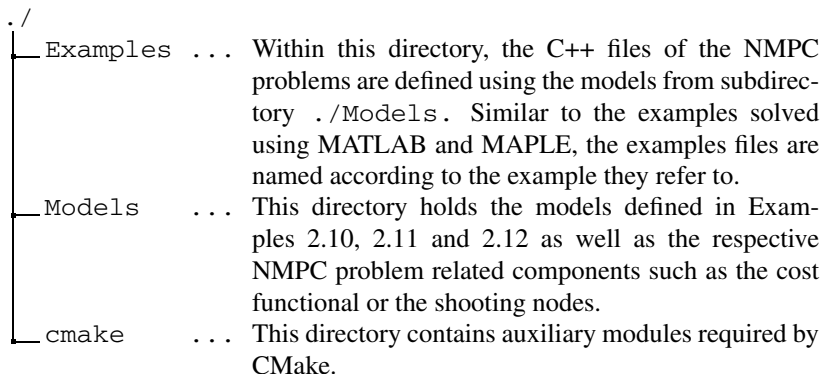 ./
Examples ... Within this directory, the C++ files of the NMPC
problems are defined using the models from subdirec-
tory ./Models. Similar to the examples solved
using MATLAB and MAPLE, the examples files are
named according to the example they refer to.
Models ... This directory holds the models defined in Exam-
ples 2.10, 2.11 and 2.12 as well as the respective
NMPC problem related components such as the cost
functional or the shooting nodes.
cmake ... This directory contains auxiliary modules required by
CMake.